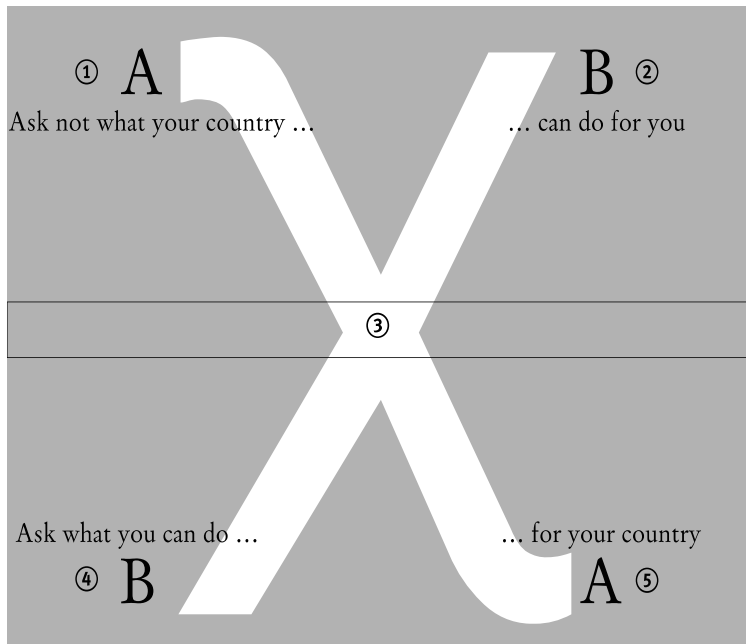 ① A B ②
Ask not what your country ... ... can do for you
③
Ask what you can do ... ... for your country
④ B A ⑤